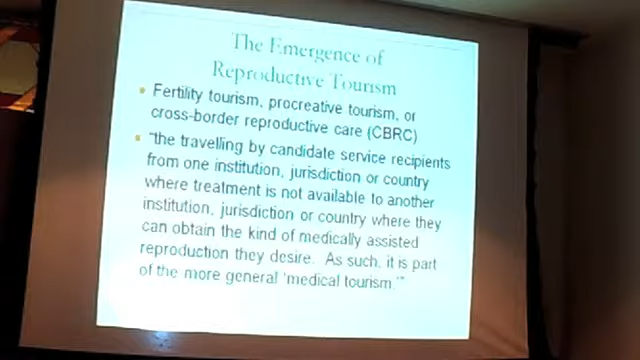 The Emergence of
Reproductive Tourism
Fertility tourism, procreative tourism, or
cross-border reproductive care (CBRC)
"the travelling by candidate service recipients
from one institution, jurisdiction or country
where treatment is not available to another
institution, jurisdiction or country where they
can obtain the kind of medically assisted
reproduction they desire. As such, it is part
of the more general 'medical tourism.'"